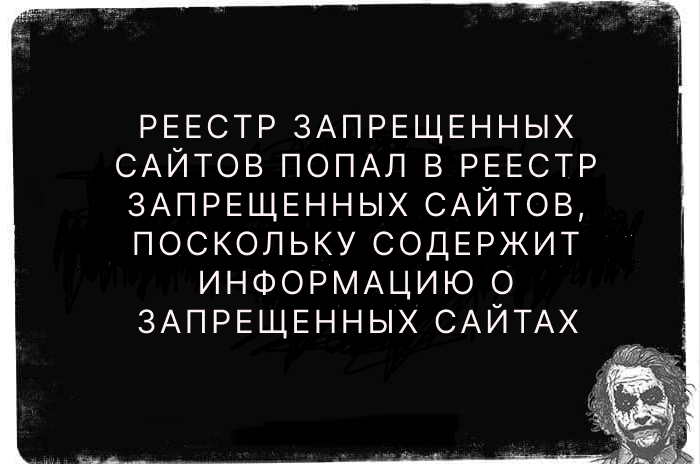 РЕЕСТР ЗАПРЕЩЕННЫХ
САЙТОВ ПОПАЛ В РЕЕСТР
ЗАПРЕЩЕННЫХ САЙТОВ,
ПОСКОЛЬКУ СОДЕРЖИТ
ИНФОРМАЦИЮ О
ЗАПРЕЩЕННЫХ САЙТАХ